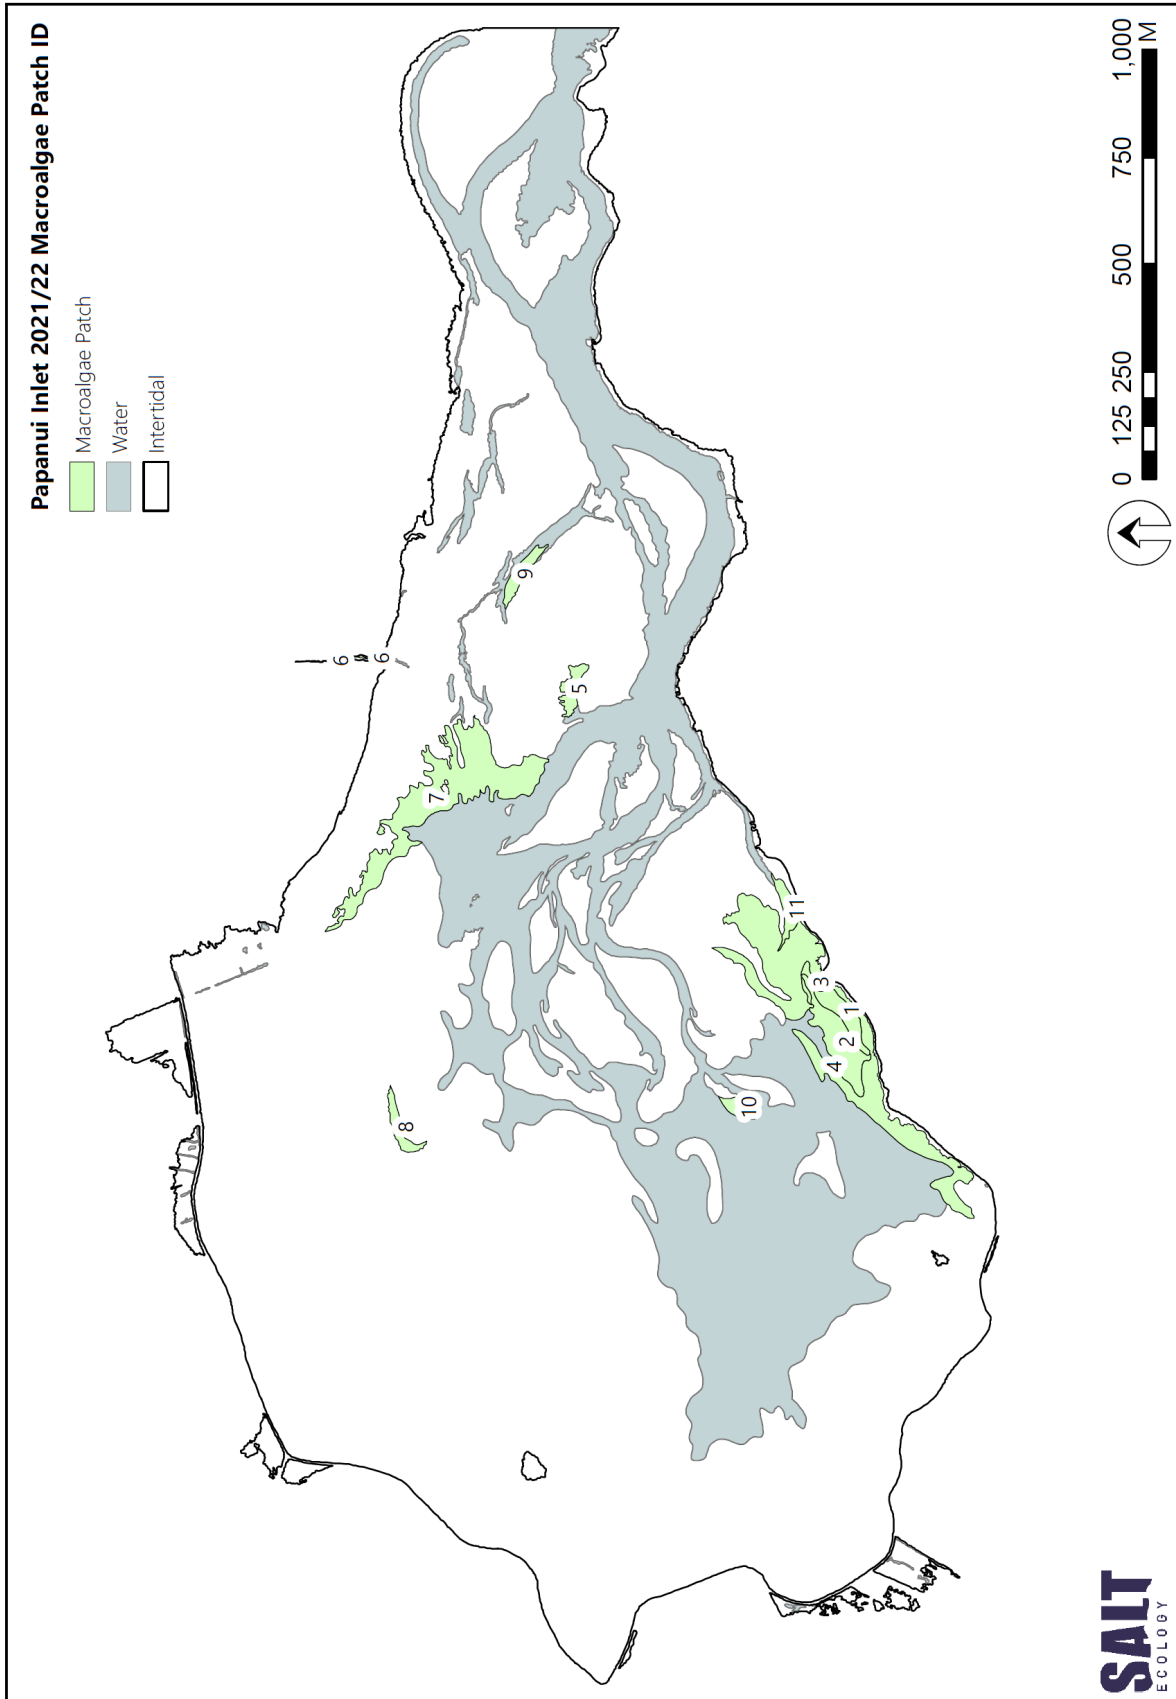 Papanui Inlet 2021/22 Macroalgae Patch ID
Macroalgae Patch
Water
Intertidal
6
6
9
5
7
8
11
3
1
2
4
10
0 125 250 500 750 1,000
M
SALT
ECOLOGY